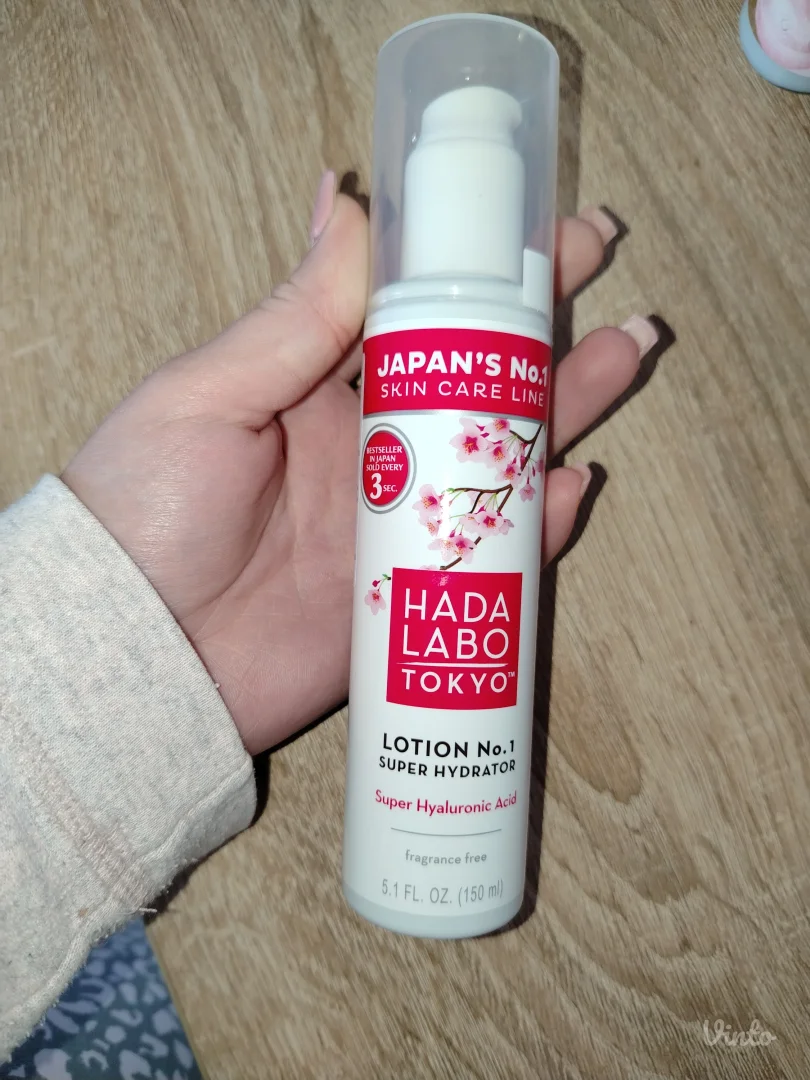 JAPAN'S No.1
SKIN CARE LINE
BESTSELLER
IN JAPAN
SOLD EVERY
3 SEC.
HADA
LABO
TOKYO™
LOTION No.1
SUPER HYDRATOR
Super Hyaluronic Acid
fragrance free
5.1 FL. OZ. (150 ml)
Vinto